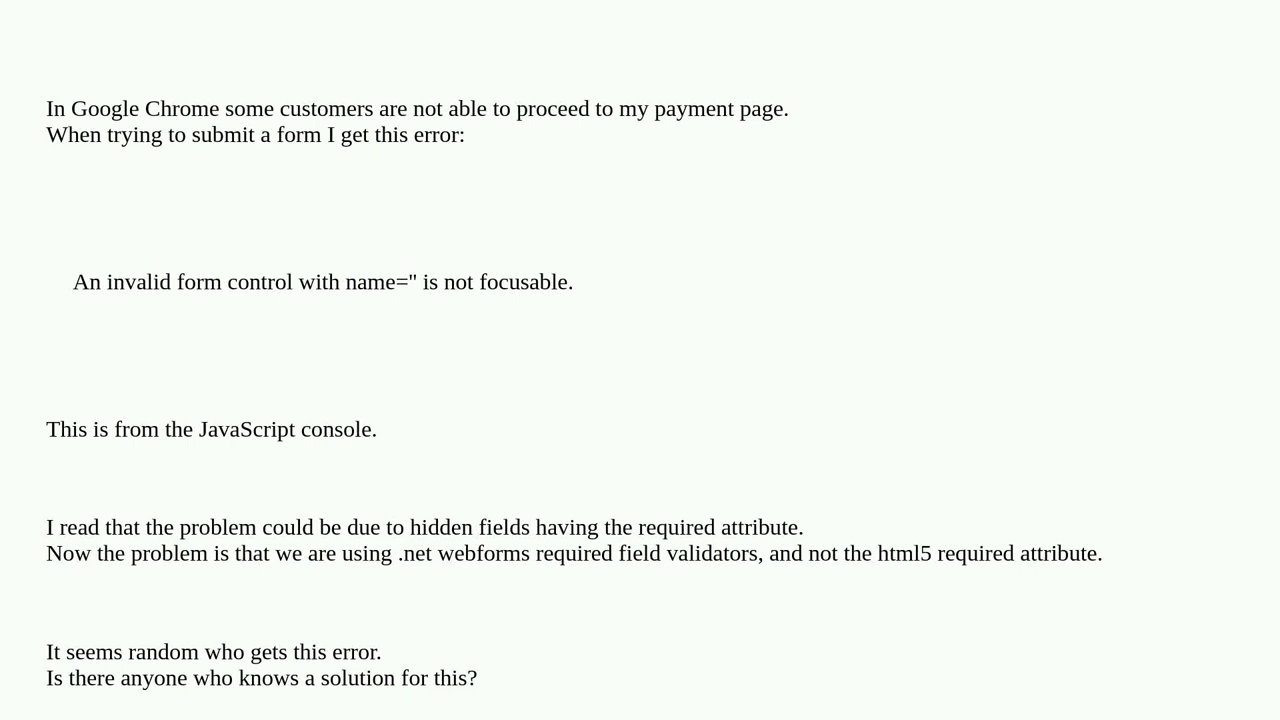 In Google Chrome some customers are not able to proceed to my payment page.
When trying to submit a form I get this error:
An invalid form control with name='' is not focusable.
This is from the JavaScript console.
I read that the problem could be due to hidden fields having the required attribute.
Now the problem is that we are using .net webforms required field validators, and not the html5 required attribute.
It seems random who gets this error.
Is there anyone who knows a solution for this?